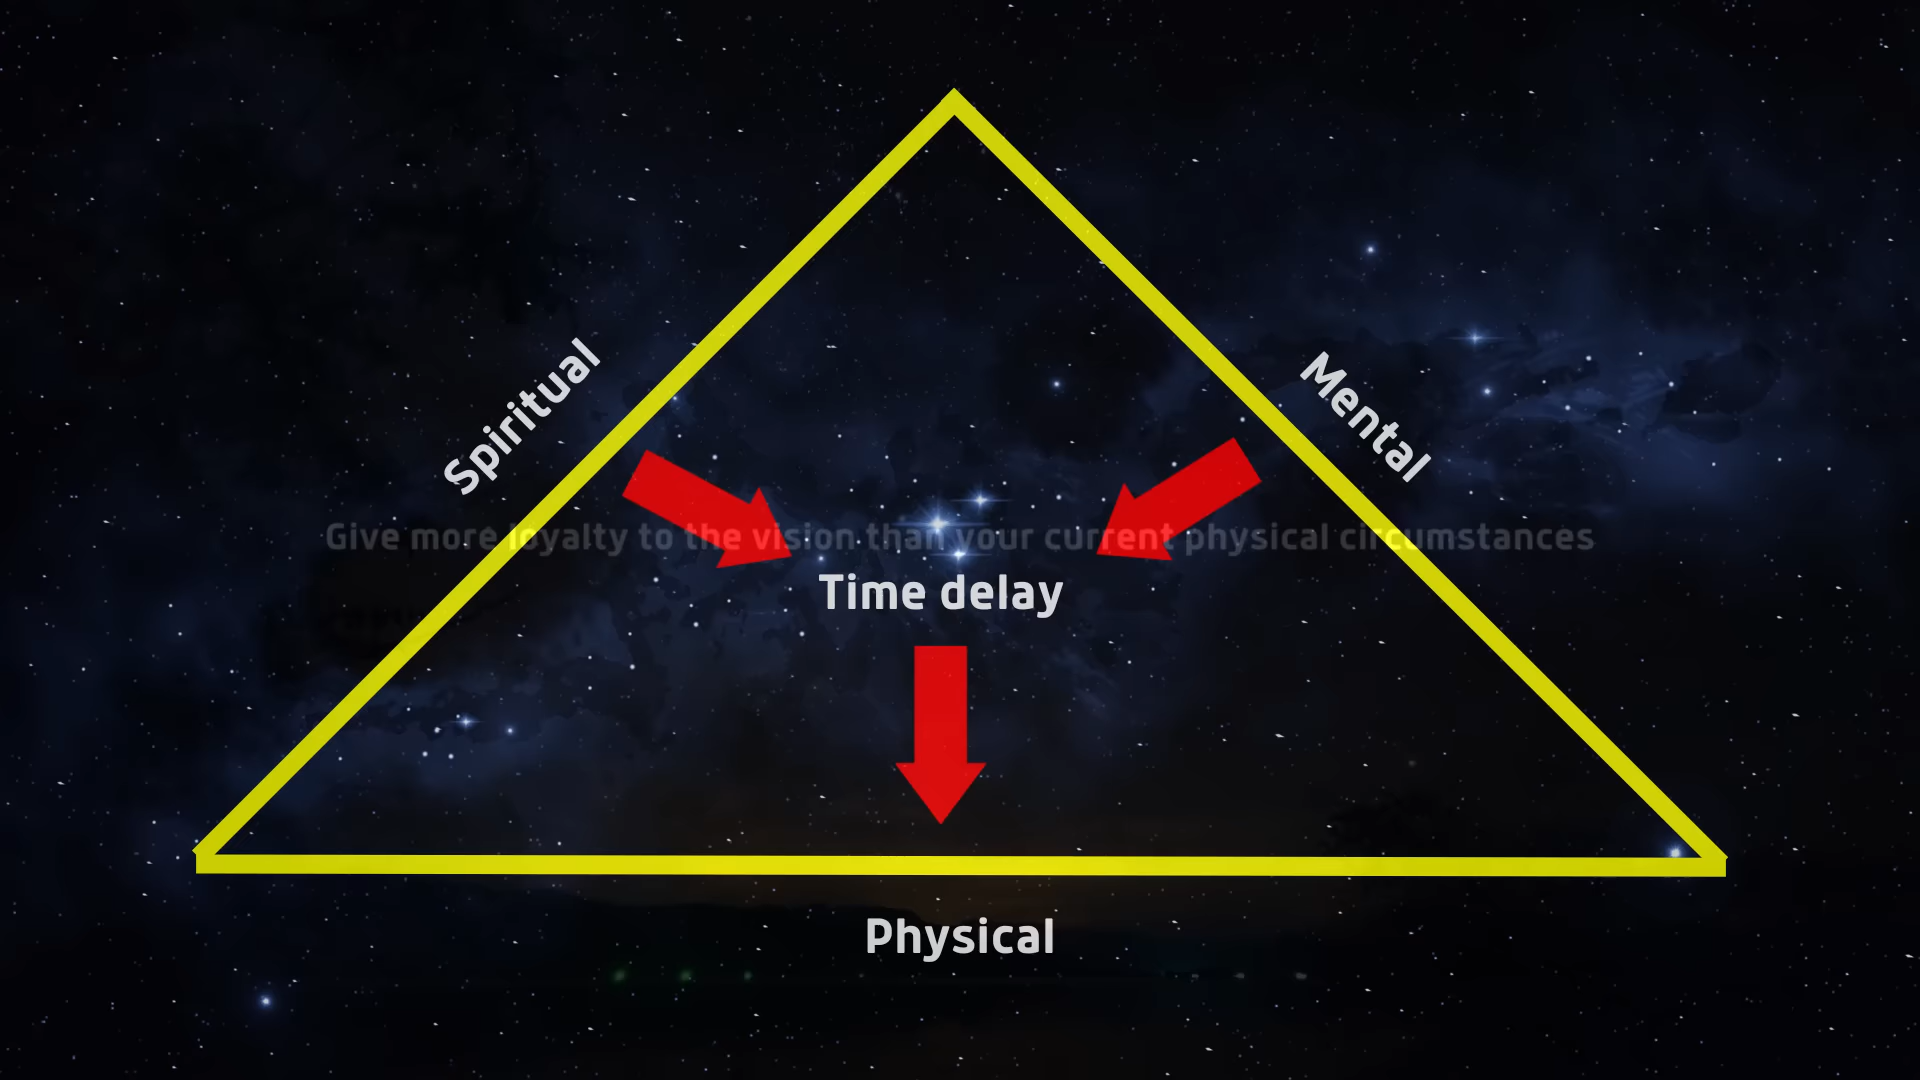 Spiritual
Mental
Give more loyalty to the vision than your current physical circumstances
Time delay
Physical